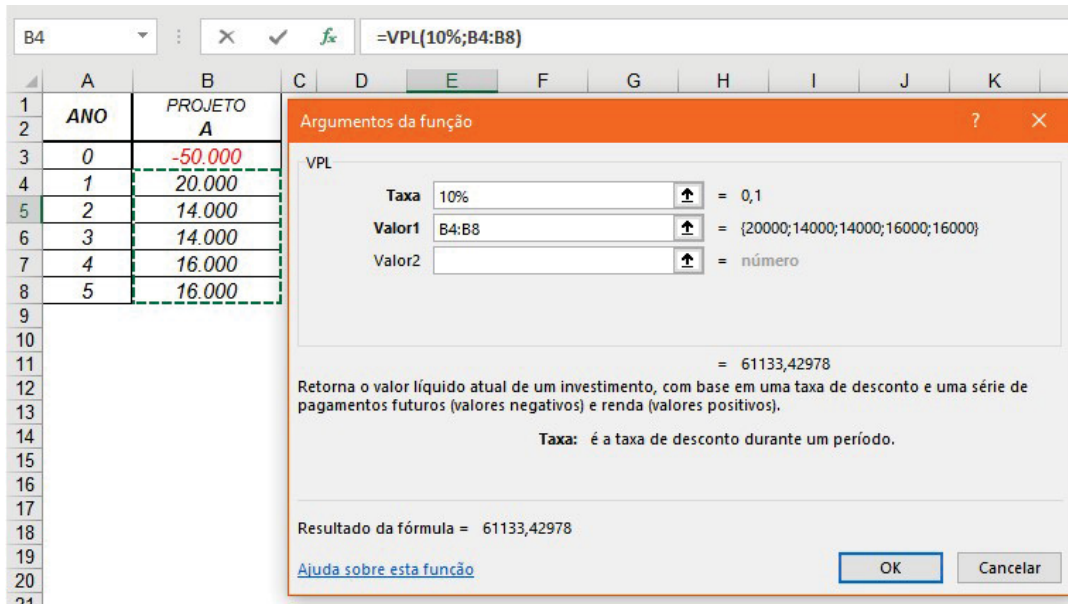 B4 fx =VPL(10%;B4:B8)
A B C D E F G H I J K
1 ANO PROJETO
2 A
3 0 -50.000
4 1 20.000
5 2 14.000
6 3 14.000
7 4 16.000
8 5 16.000
9
10
11
12
13
14
15
16
17
18
19
20
21
Argumentos da função ? ×
VPL
Taxa 10% = 0,1
Valor1 B4:B8 = {20000;14000;14000;16000;16000}
Valor2 = número
= 61133,42978
Retorna o valor líquido atual de um investimento, com base em uma taxa de desconto e uma série de
pagamentos futuros (valores negativos) e renda (valores positivos).
Taxa: é a taxa de desconto durante um período.
Resultado da fórmula = 61133,42978
Ajuda sobre esta função OK Cancelar